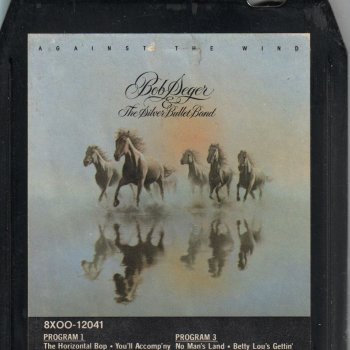 AGAINST THE WIND
Bob Seger
&
The Silver Bullet Band
8XOO-12041
PROGRAM 1
The Horizontal Bop • You'll Accomp'ny
PROGRAM 3
No Man's Land • Betty Lou's Gettin'